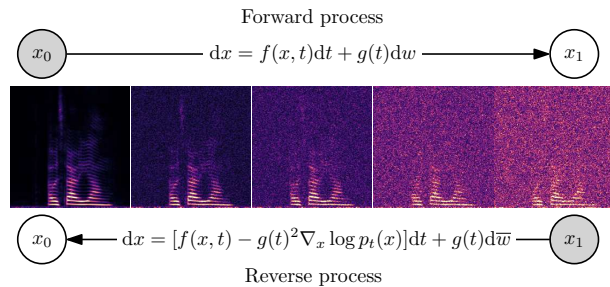 Forward process
x₀ dx = f(x, t)dt + g(t)dw x₁
x₀ dx = [f(x, t) − g(t)²∇ₓ log pₜ(x)]dt + g(t)dw̅ x₁
Reverse process